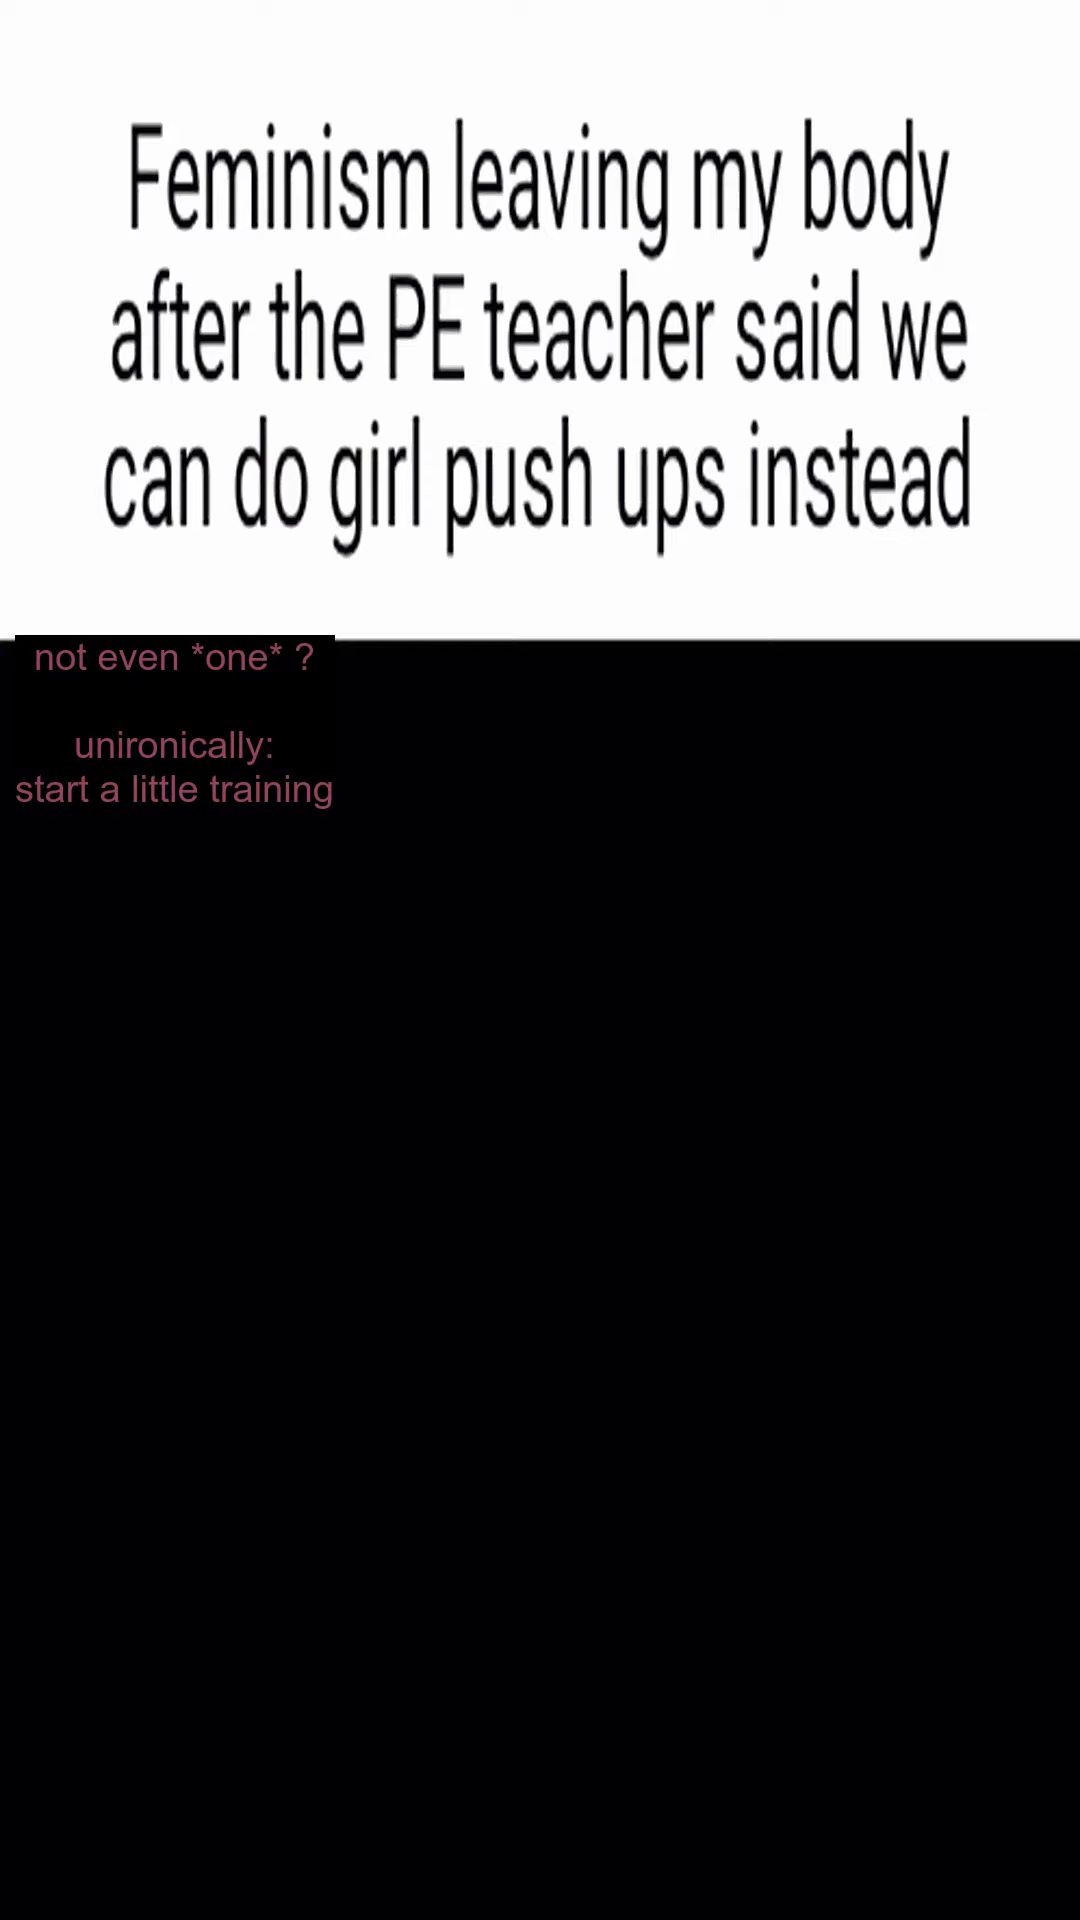 Feminism leaving my body
after the PE teacher said we
can do girl push ups instead
not even *one* ?
unironically:
start a little training